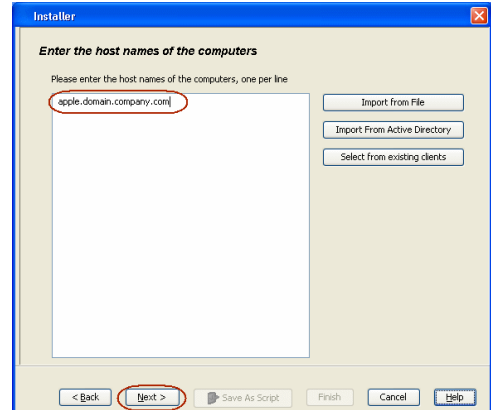 Installer
Enter the host names of the computers
Please enter the host names of the computers, one per line
apple.domain.company.com
Import from File
Import From Active Directory
Select from existing clients
< Back
Next >
Save As Script
Finish
Cancel
Help